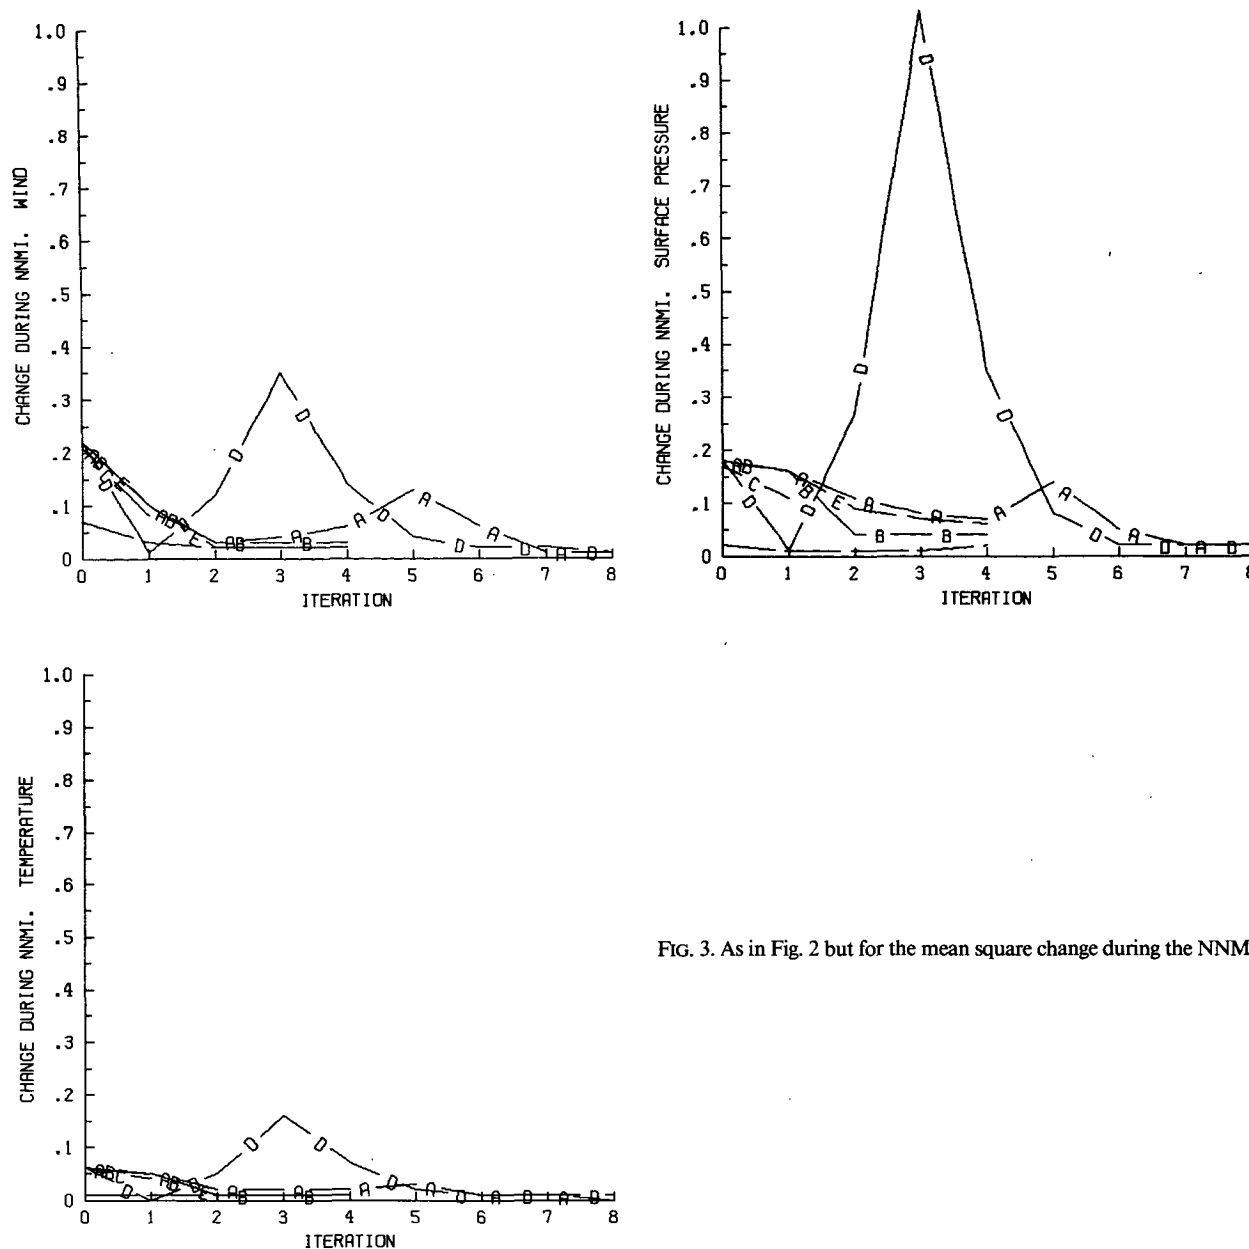 1.0
.9
.8
.7
.6
.5
.4
.3
.2
.1
0
CHANGE DURING NNMI. WIND
0 1 2 3 4 5 6 7 8
ITERATION
D D D D D D
A A A A A
A B
B
E
1.0
.9
.8
.7
.6
.5
.4
.3
.2
.1
0
CHANGE DURING NNMI. SURFACE PRESSURE
0 1 2 3 4 5 6 7 8
ITERATION
D D D D D D D D
A A A A A A
B B B
C
E
1.0
.9
.8
.7
.6
.5
.4
.3
.2
.1
0
CHANGE DURING NNMI. TEMPERATURE
0 1 2 3 4 5 6 7 8
ITERATION
D D D D D D D
A A A A A A
B B
C
FIG. 3. As in Fig. 2 but for the mean square change during the NNM